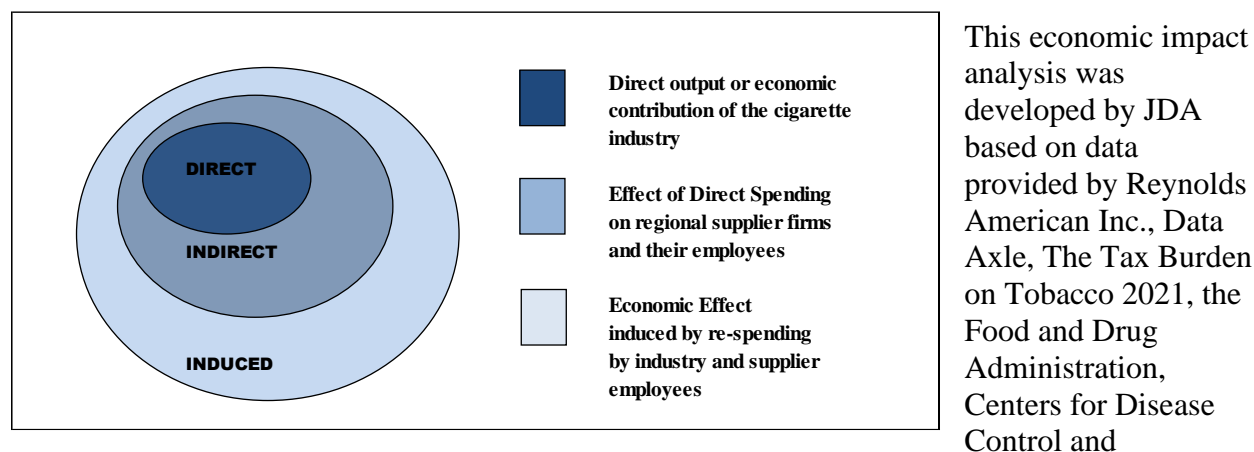 DIRECT
INDIRECT
INDUCED
Direct output or economic
contribution of the cigarette
industry
Effect of Direct Spending
on regional supplier firms
and their employees
Economic Effect
induced by re-spending
by industry and supplier
employees
This economic impact
analysis was
developed by JDA
based on data
provided by Reynolds
American Inc., Data
Axle, The Tax Burden
on Tobacco 2021, the
Food and Drug
Administration,
Centers for Disease
Control and